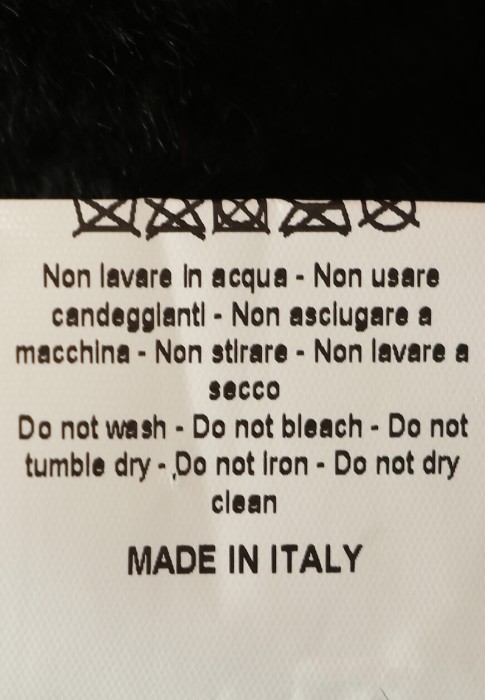 Non lavare in acqua - Non usare
candeggianti - Non asciugare a
macchina - Non stirare - Non lavare a
secco
Do not wash - Do not bleach - Do not
tumble dry - Do not iron - Do not dry
clean
MADE IN ITALY